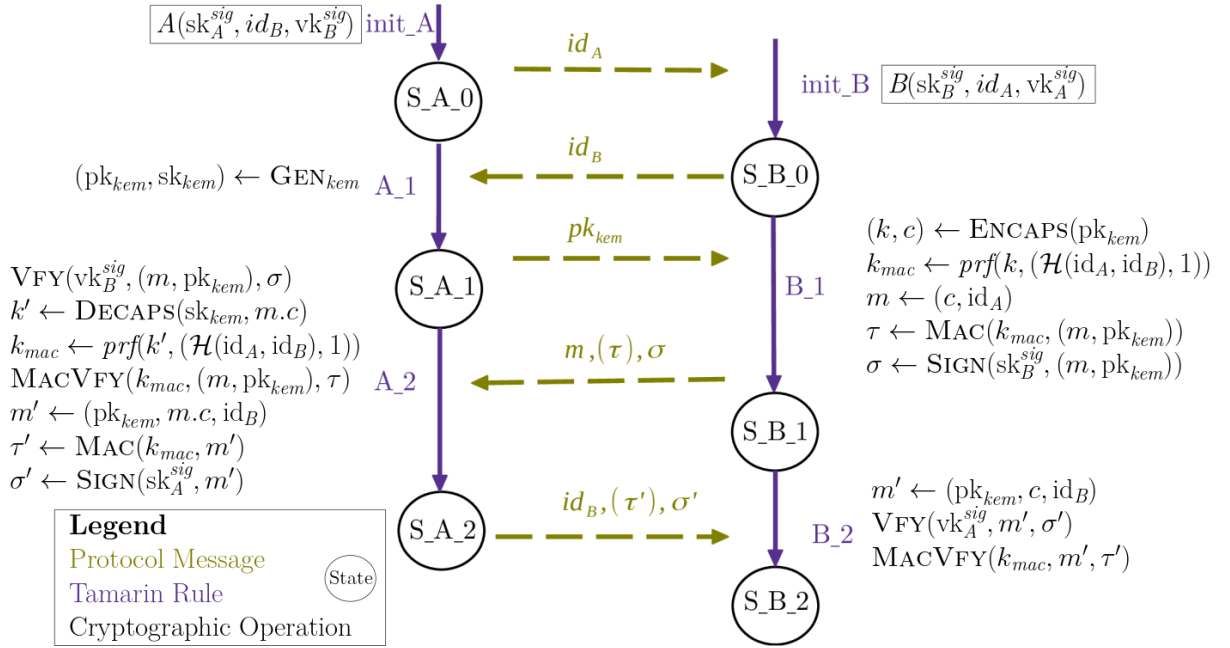 A(sk_A^sig, id_B, vk_B^sig) init_A
id_A
S_A_0
init_B B(sk_B^sig, id_A, vk_A^sig)
id_B
S_B_0
(pk_kem, sk_kem) ← GEN_kem A_1
pk_kem
S_A_1
(k, c) ← ENCAPS(pk_kem)
k_mac ← prf(k, (ℋ(id_A, id_B), 1))
m ← (c, id_A)
τ ← MAC(k_mac, (m, pk_kem))
σ ← SIGN(sk_B^sig, (m, pk_kem))
B_1
VFY(vk_B^sig, (m, pk_kem), σ)
k′ ← DECAPS(sk_kem, m.c)
k_mac ← prf(k′, (ℋ(id_A, id_B), 1))
MACVFY(k_mac, (m, pk_kem), τ)
m′ ← (pk_kem, m.c, id_B)
τ′ ← MAC(k_mac, m′)
σ′ ← SIGN(sk_A^sig, m′)
A_2
m ,(τ), σ
S_B_1
S_A_2
id_B ,(τ'), σ'
B_2
m′ ← (pk_kem, c, id_B)
VFY(vk_A^sig, m′, σ′)
MACVFY(k_mac, m′, τ′)
S_B_2
Legend
Protocol Message
Tamarin Rule
Cryptographic Operation
State